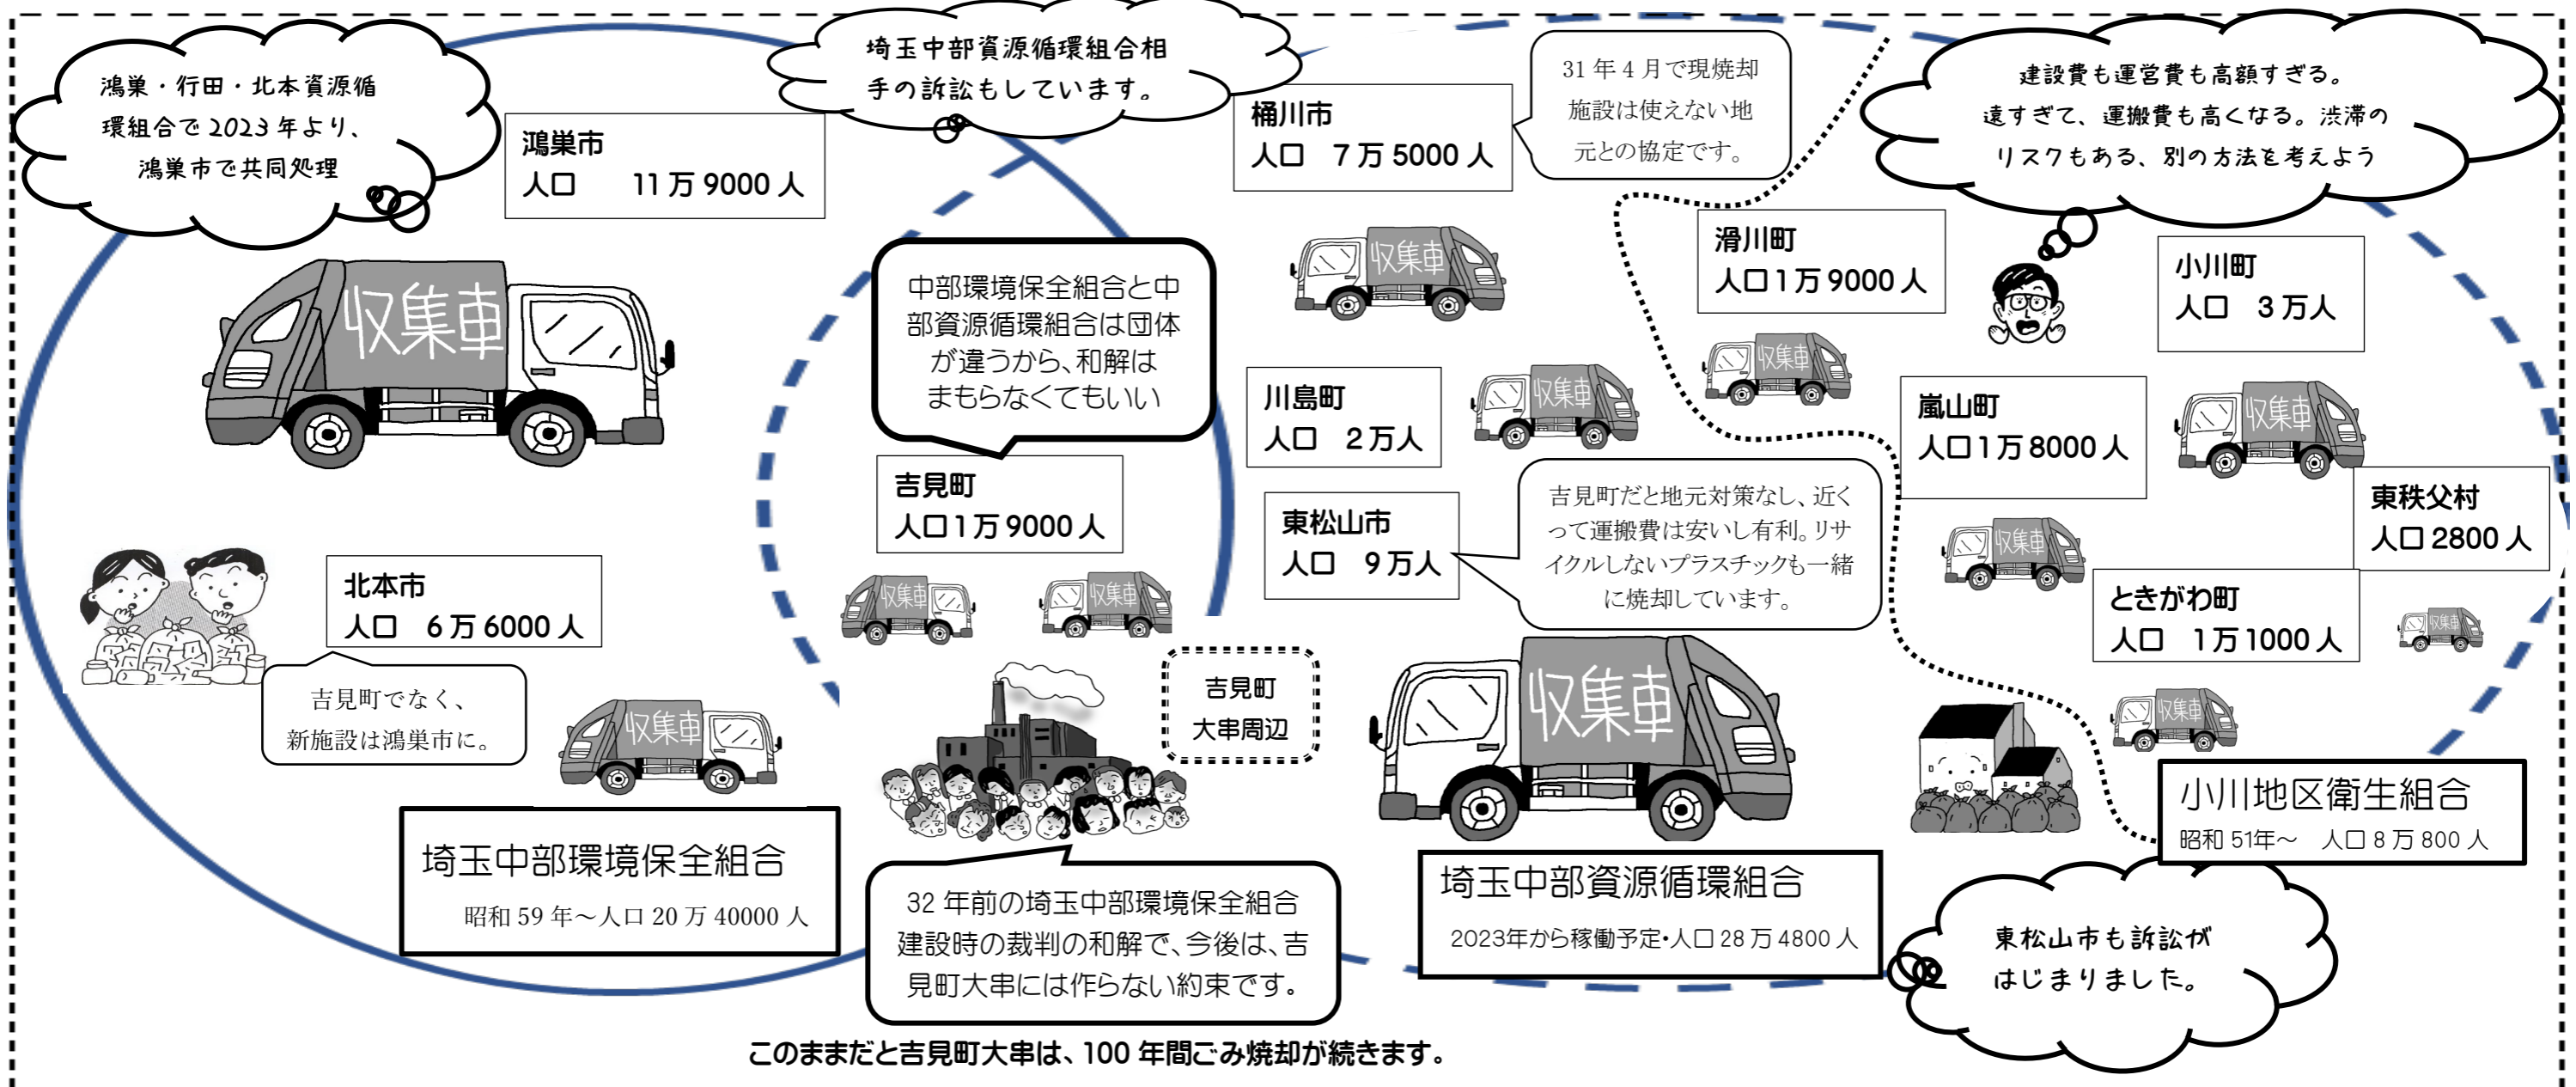 鴻巣・行田・北本資源循
環組合で2023年より、
鴻巣市で共同処理
鴻巣市
人口 11万9000人
埼玉中部資源循環組合相
手の訴訟もしています。
桶川市
人口 7万5000人
31年4月で現焼却
施設は使えない地
元との協定です。
建設費も運営費も高額すぎる。
遠すぎて、運搬費も高くなる。渋滞の
リスクもある、別の方法を考えよう
収集車
中部環境保全組合と中
部資源循環組合は団体
が違うから、和解は
まもらなくてもいい
収集車
滑川町
人口1万9000人
小川町
人口 3万人
収集車
川島町
人口 2万人
収集車
嵐山町
人口1万8000人
収集車
吉見町
人口1万9000人
東松山市
人口 9万人
吉見町だと地元対策なし、近く
って運搬費は安いし有利。リサ
イクルしないプラスチックも一緒
に焼却しています。
東秩父村
人口2800人
収集車
北本市
人口 6万6000人
収集車
収集車
ときがわ町
人口 1万1000人
収集車
吉見町でなく、
新施設は鴻巣市に。
収集車
吉見町
大串周辺
収集車
収集車
埼玉中部環境保全組合
昭和59年～人口20万40000人
32年前の埼玉中部環境保全組合
建設時の裁判の和解で、今後は、吉
見町大串には作らない約束です。
埼玉中部資源循環組合
2023年から稼働予定・人口28万4800人
小川地区衛生組合
昭和51年～ 人口8万800人
東松山市も訴訟が
はじまりました。
このままだと吉見町大串は、100年間ごみ焼却が続きます。